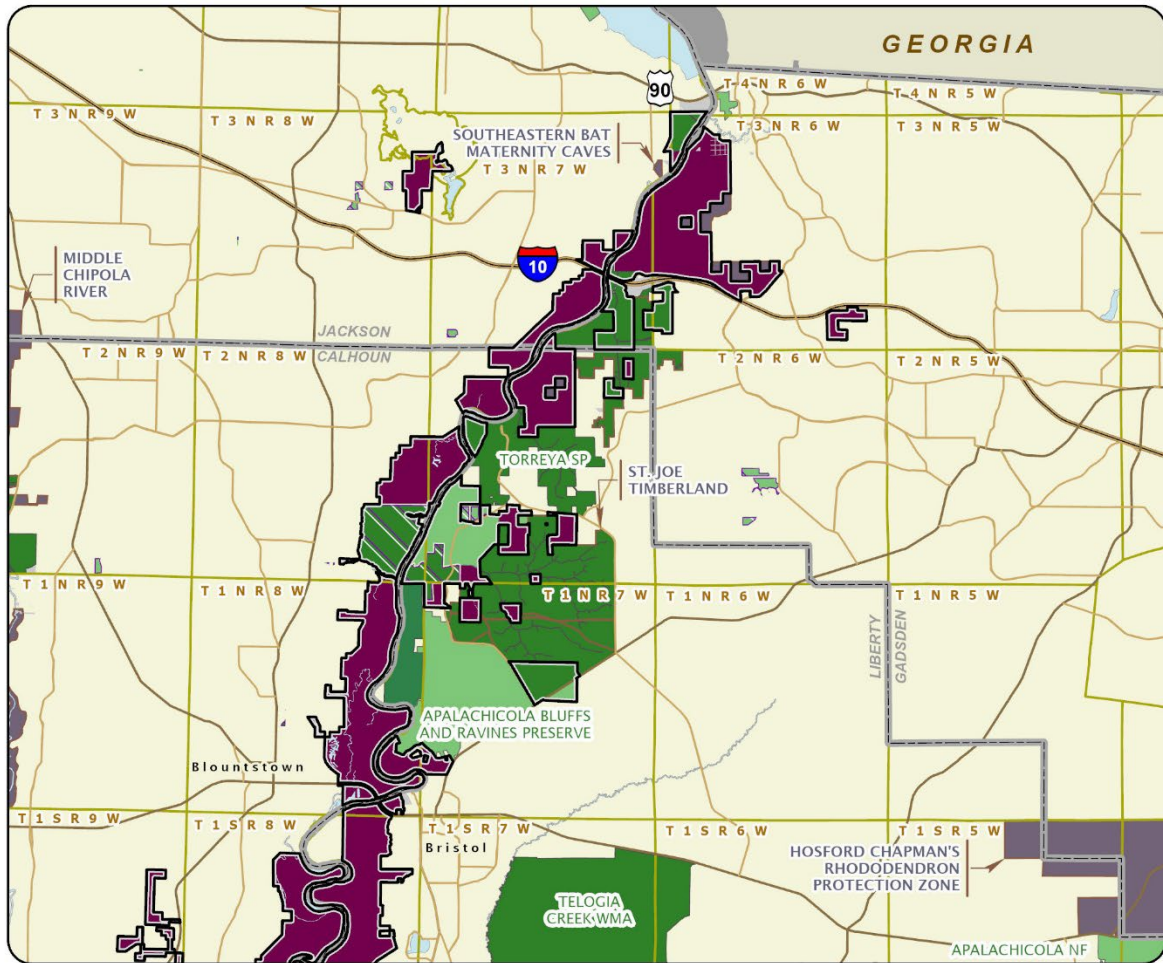 GEORGIA
90
T 4 N R 6 W
T 4 N R 5 W
T 3 N R 9 W
T 3 N R 8 W
T 3 N R 6 W
T 3 N R 5 W
SOUTHEASTERN BAT
MATERNITY CAVES
T 3 N R 7 W
MIDDLE
CHIPOLA
RIVER
10
JACKSON
CALHOUN
T 2 N R 9 W
T 2 N R 8 W
T 2 N R 6 W
T 2 N R 5 W
TORREYA SP
ST. JOE
TIMBERLAND
T 1 N R 9 W
T 1 N R 8 W
T 1 N R 7 W
T 1 N R 6 W
T 1 N R 5 W
LIBERTY
GADSDEN
APALACHICOLA BLUFFS
AND RAVINES PRESERVE
Blountstown
T 1 S R 9 W
T 1 S R 8 W
T 1 S R 7 W
T 1 S R 6 W
T 1 S R 5 W
Bristol
HOSFORD CHAPMAN'S
RHODODENDRON
PROTECTION ZONE
TELOGIA
CREEK WMA
APALACHICOLA NF